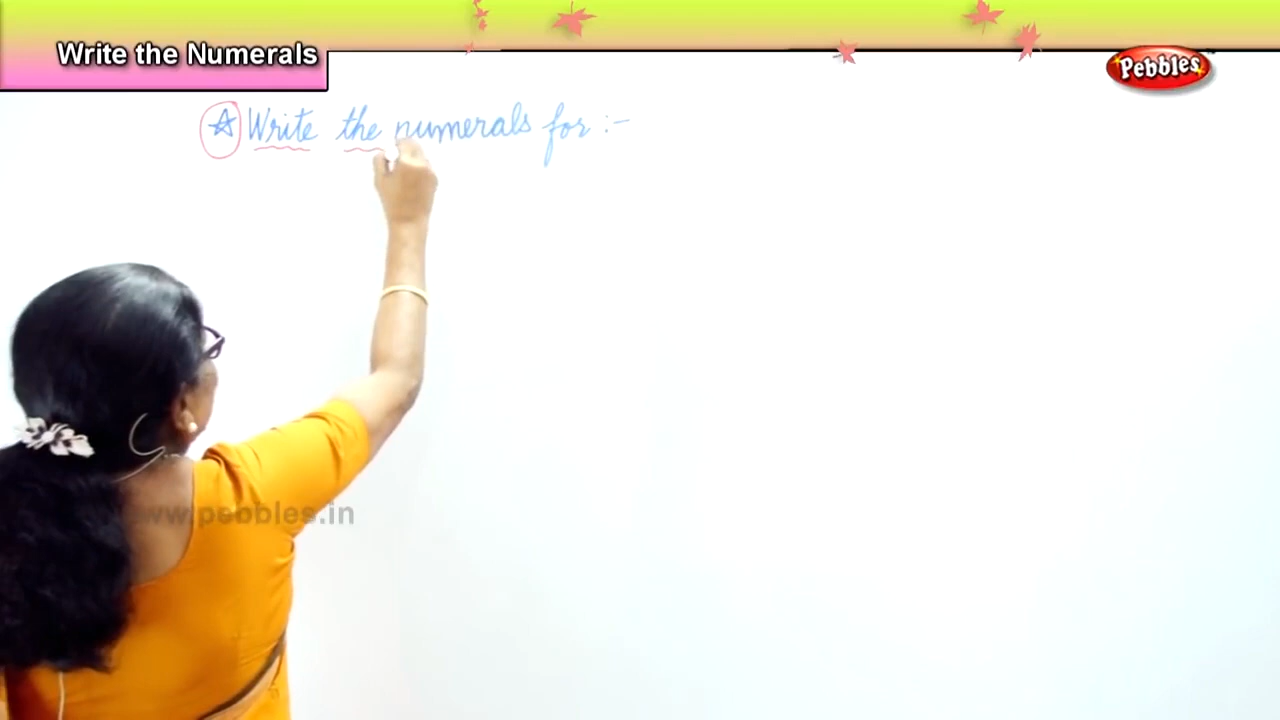 Write the Numerals
Pebbles
☆ Write the numerals for :-
www.pebbles.in